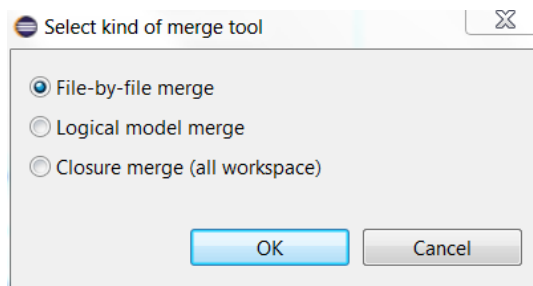 Select kind of merge tool
File-by-file merge
Logical model merge
Closure merge (all workspace)
OK
Cancel